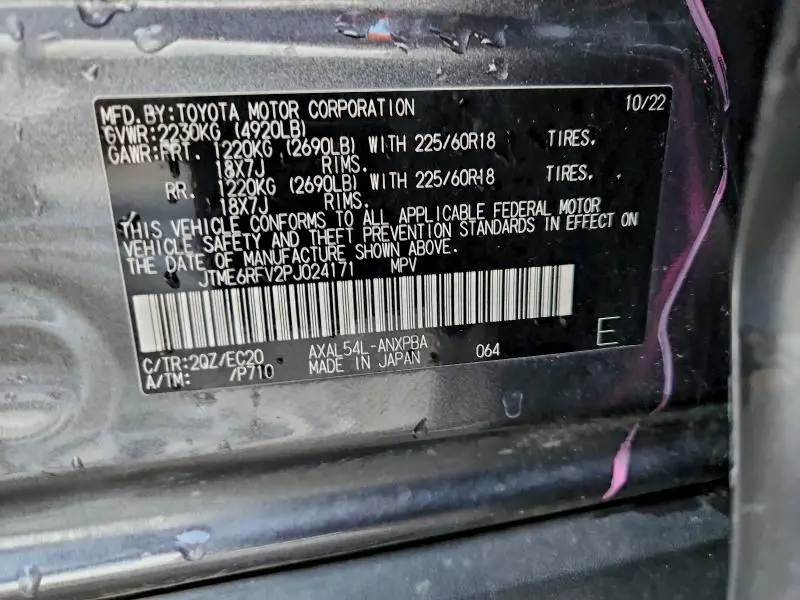 MFD.BY:TOYOTA MOTOR CORPORATION 10/22
GVWR:2230KG (4920LB)
GAWR:FRT. 1220KG (2690LB) WITH 225/60R18 TIRES,
18X7J RIMS.
RR. 1220KG (2690LB) WITH 225/60R18 TIRES,
18X7J RIMS.
THIS VEHICLE CONFORMS TO ALL APPLICABLE FEDERAL MOTOR
VEHICLE SAFETY AND THEFT PREVENTION STANDARDS IN EFFECT ON
THE DATE OF MANUFACTURE SHOWN ABOVE.
JTME6RFV2PJ024171 MPV
C/TR:2QZ/EC20 AXAL54L-ANXPBA 064 E
A/TM: /P710 MADE IN JAPAN